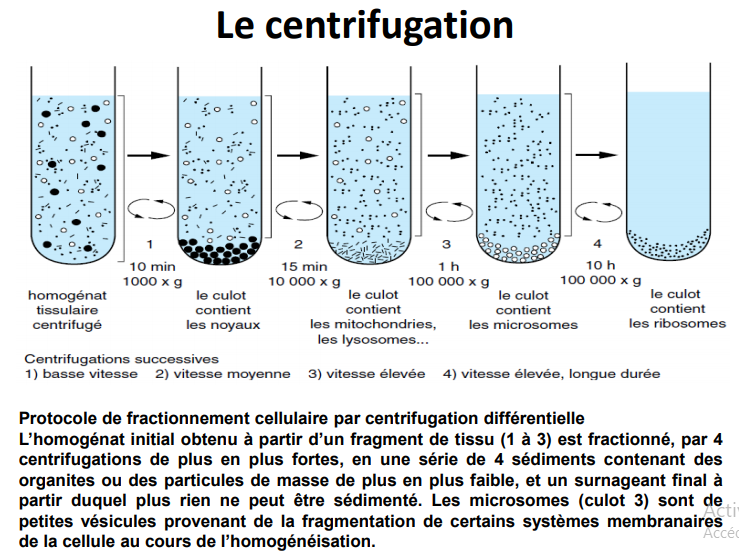 Le centrifugation
1
10 min
1000 x g
2
15 min
10 000 x g
3
1 h
100 000 x g
4
10 h
100 000 x g
homogénat
tissulaire
centrifugé
le culot
contient
les noyaux
le culot
contient
les mitochondries,
les lysosomes...
le culot
contient
les microsomes
le culot
contient
les ribosomes
Centrifugations successives
1) basse vitesse 2) vitesse moyenne 3) vitesse élevée 4) vitesse élevée, longue durée
Protocole de fractionnement cellulaire par centrifugation différentielle
L'homogénat initial obtenu à partir d'un fragment de tissu (1 à 3) est fractionné, par 4
centrifugations de plus en plus fortes, en une série de 4 sédiments contenant des
organites ou des particules de masse de plus en plus faible, et un surnageant final à
partir duquel plus rien ne peut être sédimenté. Les microsomes (culot 3) sont de
petites vésicules provenant de la fragmentation de certains systèmes membranaires
de la cellule au cours de l'homogénéisation.